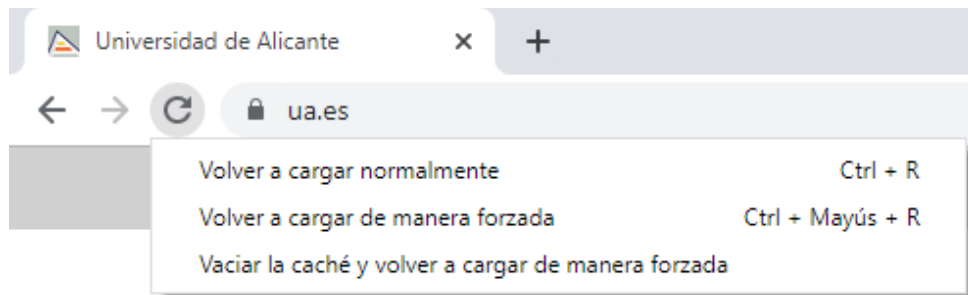 Universidad de Alicante
ua.es
Volver a cargar normalmente Ctrl + R
Volver a cargar de manera forzada Ctrl + Mayús + R
Vaciar la caché y volver a cargar de manera forzada